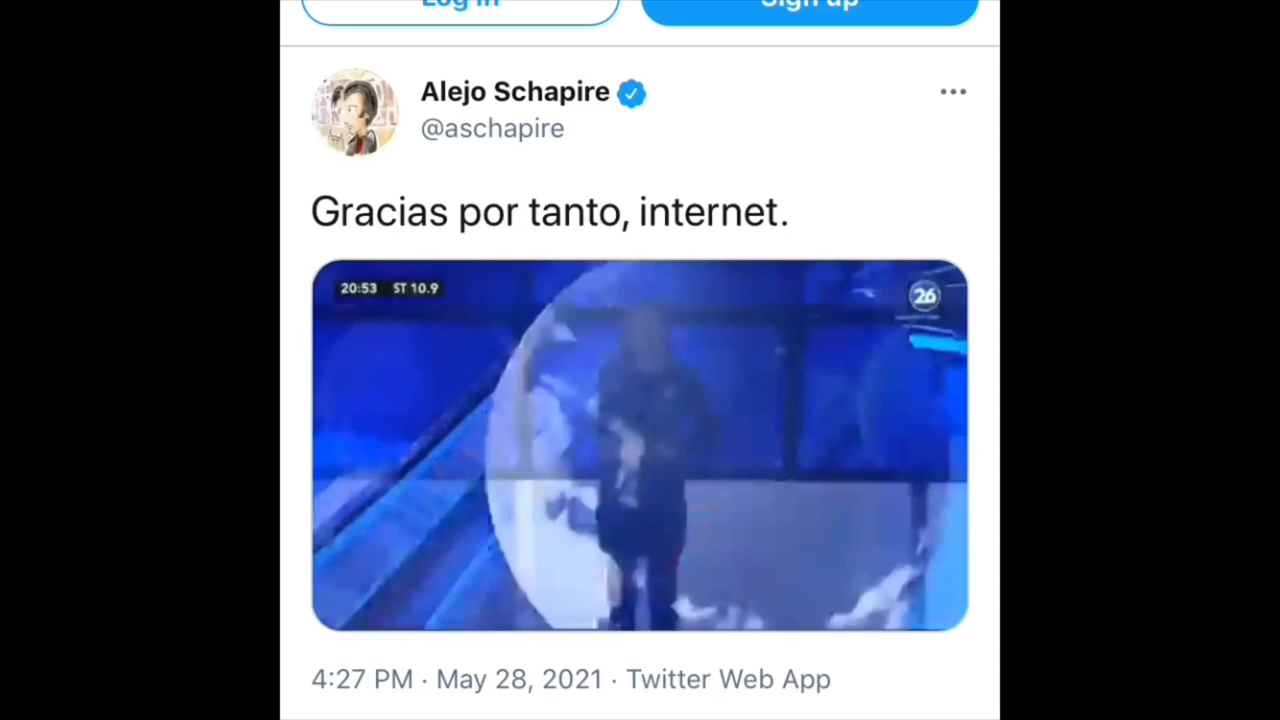 Log in
Sign up
Alejo Schapire
@aschapire
Gracias por tanto, internet.
20:53 ST 10.9
26
4:27 PM · May 28, 2021 · Twitter Web App